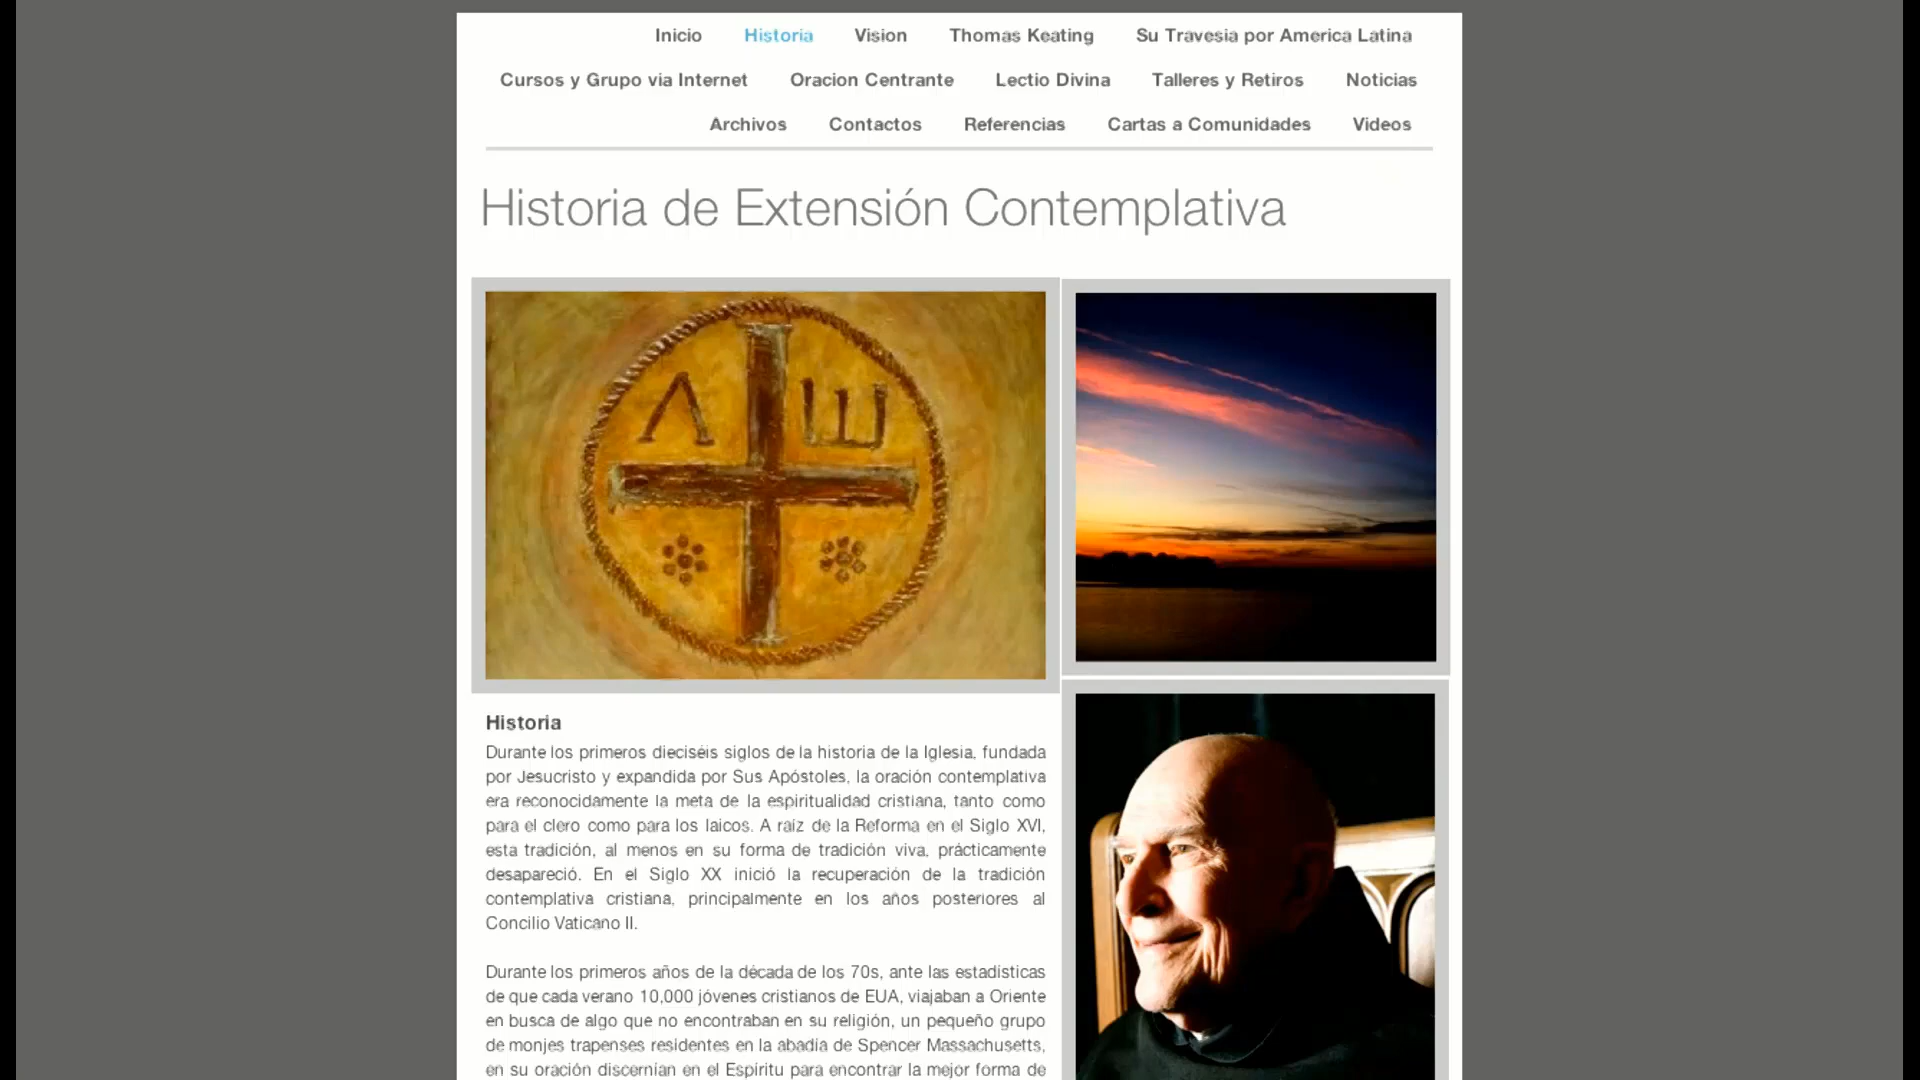 Inicio Historia Vision Thomas Keating Su Travesia por America Latina
Cursos y Grupo via Internet Oracion Centrante Lectio Divina Talleres y Retiros Noticias
Archivos Contactos Referencias Cartas a Comunidades Videos
Historia de Extensión Contemplativa
Λ Ш
Historia
Durante los primeros dieciséis siglos de la historia de la Iglesia, fundada
por Jesucristo y expandida por Sus Apóstoles, la oración contemplativa
era reconocidamente la meta de la espiritualidad cristiana, tanto como
para el clero como para los laicos. A raíz de la Reforma en el Siglo XVI,
esta tradición, al menos en su forma de tradición viva, prácticamente
desapareció. En el Siglo XX inició la recuperación de la tradición
contemplativa cristiana, principalmente en los años posteriores al
Concilio Vaticano II.
Durante los primeros años de la década de los 70s, ante las estadísticas
de que cada verano 10,000 jóvenes cristianos de EUA, viajaban a Oriente
en busca de algo que no encontraban en su religión, un pequeño grupo
de monjes trapenses residentes en la abadía de Spencer Massachusetts,
en su oración discernían en el Espíritu para encontrar la mejor forma de